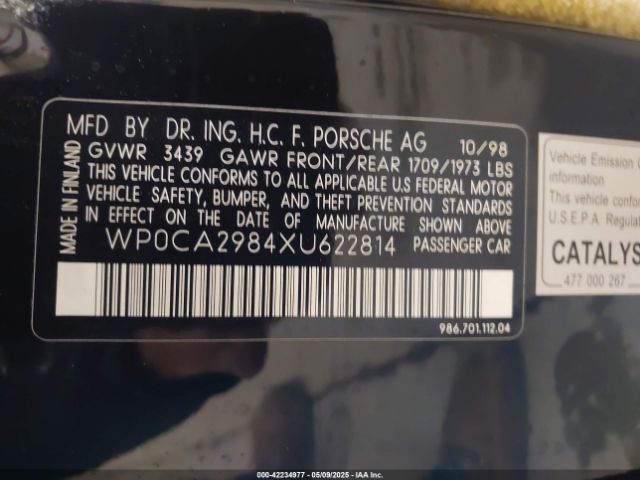 MFD BY DR. ING. H.C. F. PORSCHE AG 10/98
GVWR 3439 GAWR FRONT/REAR 1709/1973 LBS
THIS VEHICLE CONFORMS TO ALL APPLICABLE U.S FEDERAL MOTOR
VEHICLE SAFETY, BUMPER, AND THEFT PREVENTION STANDARDS
IN EFFECT ON THE DATE OF MANUFACTURE SHOWN ABOVE
WP0CA2984XU622814 PASSENGER CAR
986.701.112.04
MADE IN FINLAND
Vehicle Emission
information
This vehicle conform
U.S.E.P.A. Regulat
CATALYS
477 000 267
000-42234977 - 05/09/2025 - IAA Inc.